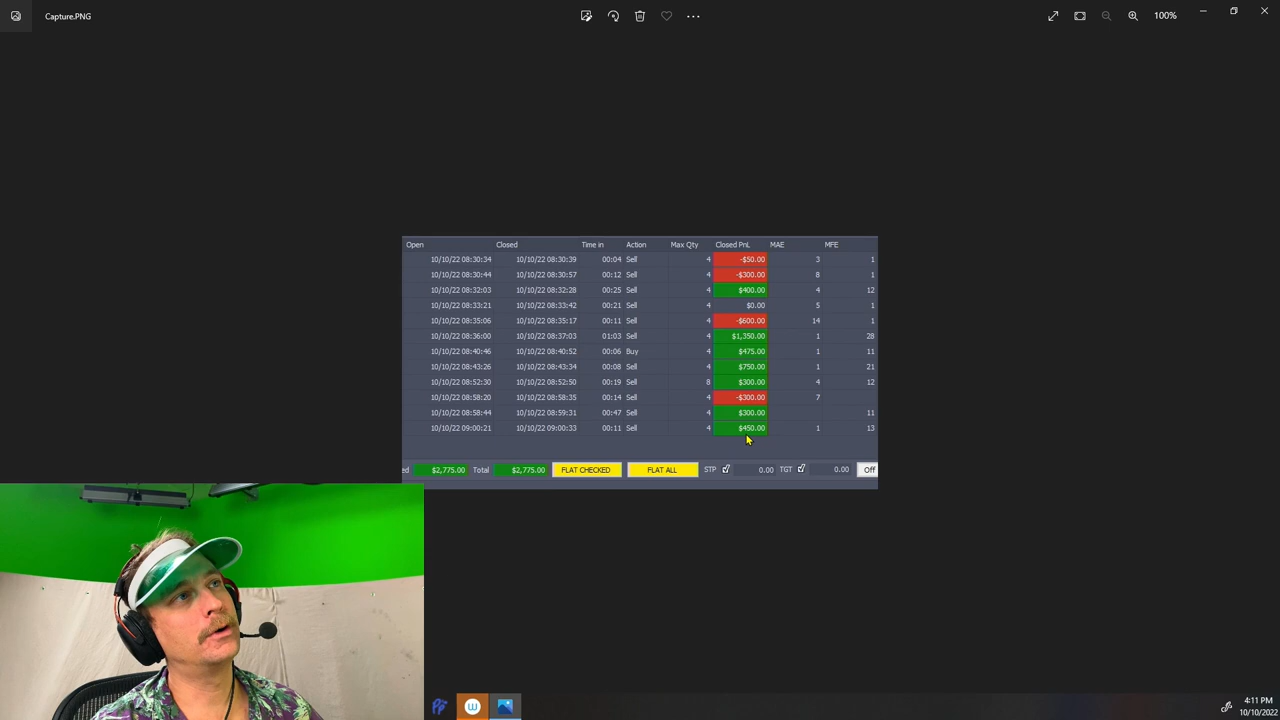 Capture.PNG
100%
Open Closed Time in Action Max Qty Closed PnL MAE MFE
10/10/22 08:30:34 10/10/22 08:30:39 00:04 Sell 4 -$50.00 3 1
10/10/22 08:30:44 10/10/22 08:30:57 00:12 Sell 4 -$300.00 8 1
10/10/22 08:32:03 10/10/22 08:32:28 00:25 Sell 4 $400.00 4 12
10/10/22 08:33:21 10/10/22 08:33:42 00:21 Sell 4 $0.00 5 1
10/10/22 08:35:06 10/10/22 08:35:17 00:11 Sell 4 -$600.00 14 1
10/10/22 08:36:00 10/10/22 08:37:03 01:03 Sell 4 $1,350.00 1 28
10/10/22 08:40:46 10/10/22 08:40:52 00:06 Buy 4 $475.00 1 11
10/10/22 08:43:26 10/10/22 08:43:34 00:08 Sell 4 $750.00 1 21
10/10/22 08:52:30 10/10/22 08:52:50 00:19 Sell 8 $300.00 4 12
10/10/22 08:58:20 10/10/22 08:58:35 00:14 Sell 4 -$300.00 7
10/10/22 08:58:44 10/10/22 08:59:31 00:47 Sell 4 $300.00 11
10/10/22 09:00:21 10/10/22 09:00:33 00:11 Sell 4 $450.00 1 13
ed $2,775.00 Total $2,775.00 FLAT CHECKED FLAT ALL STP 0.00 TGT 0.00 Off
4:11 PM
10/10/2022